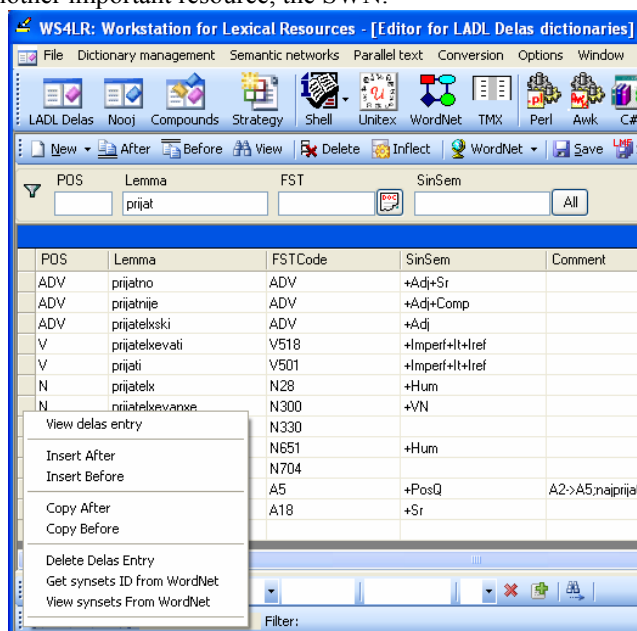 nother important resource, the SWN.
WS4LR: Workstation for Lexical Resources - [Editor for LADL Delas dictionaries]
File Dictionary management Semantic networks Parallel text Conversion Options Window
LADL Delas Nooj Compounds Strategy Shell Unitex WordNet TMX Perl Awk C#
New After Before View Delete Inflect WordNet Save
POS Lemma FST SinSem
prijat All
POS Lemma FSTCode SinSem Comment
ADV prijatno ADV +Adj+Sr
ADV prijatnije ADV +Adj+Comp
ADV prijatelxski ADV +Adj
V prijatelxevati V518 +Imperf+It+Iref
V prijati V501 +Imperf+It+Iref
N prijatelx N28 +Hum
N prijatelxevanxe N300 +VN
View delas entry N330
Insert After N651 +Hum
Insert Before N704
A5 +PosQ A2->A5;najprijat
Copy After A18 +Sr
Copy Before
Delete Delas Entry
Get synsets ID from WordNet
View synsets From WordNet
Filter: